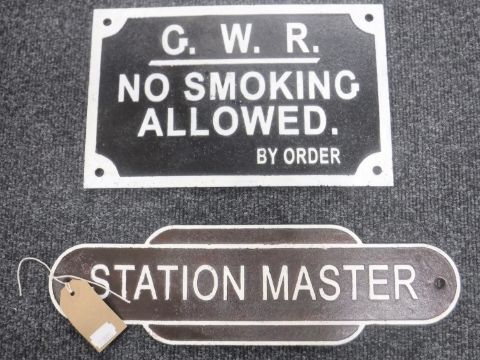 G. W. R.
NO SMOKING
ALLOWED.
BY ORDER
STATION MASTER